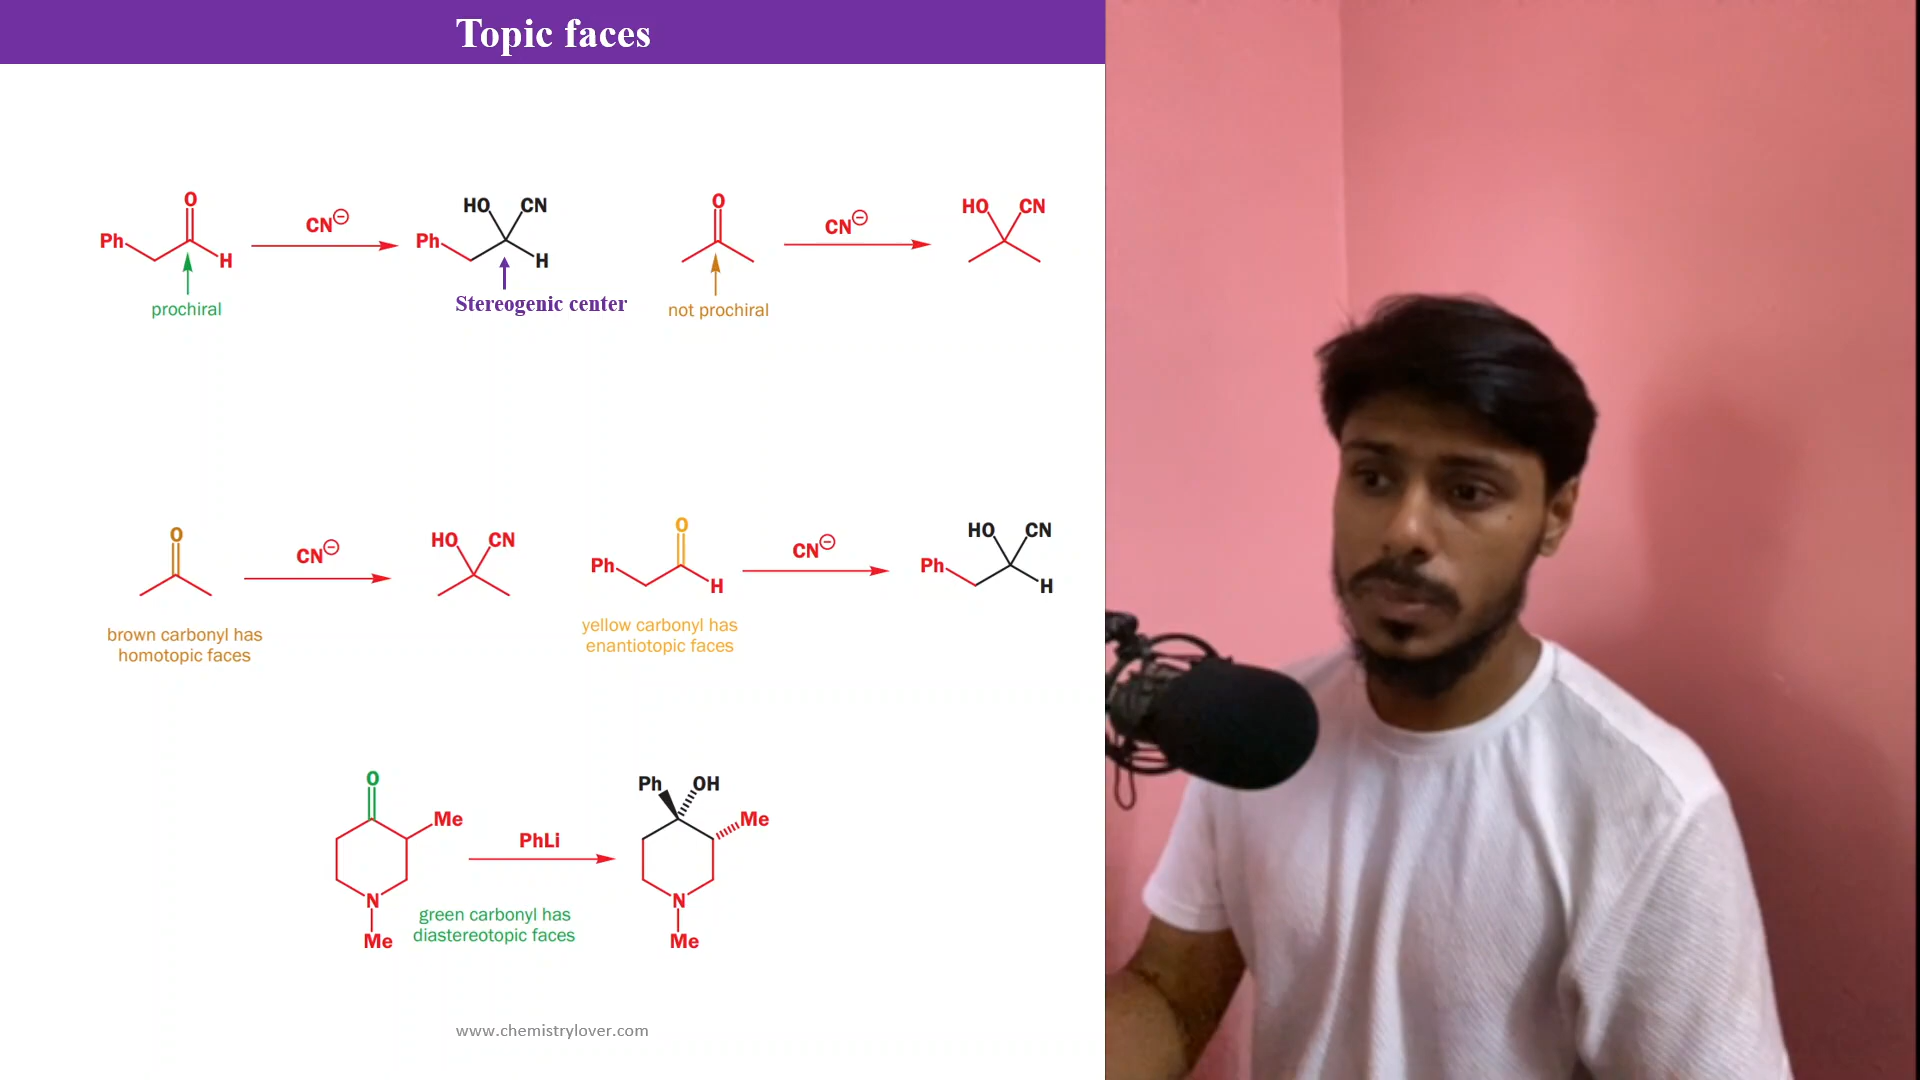 Topic faces
O
Ph
H
prochiral
CN⊖
HO CN
Ph
H
Stereogenic center
O
not prochiral
CN⊖
HO CN
O
brown carbonyl has
homotopic faces
CN⊖
HO CN
O
Ph
H
yellow carbonyl has
enantiotopic faces
CN⊖
HO CN
Ph
H
O
Me
N
Me
PhLi
green carbonyl has
diastereotopic faces
Ph OH
Me
N
Me
www.chemistrylover.com